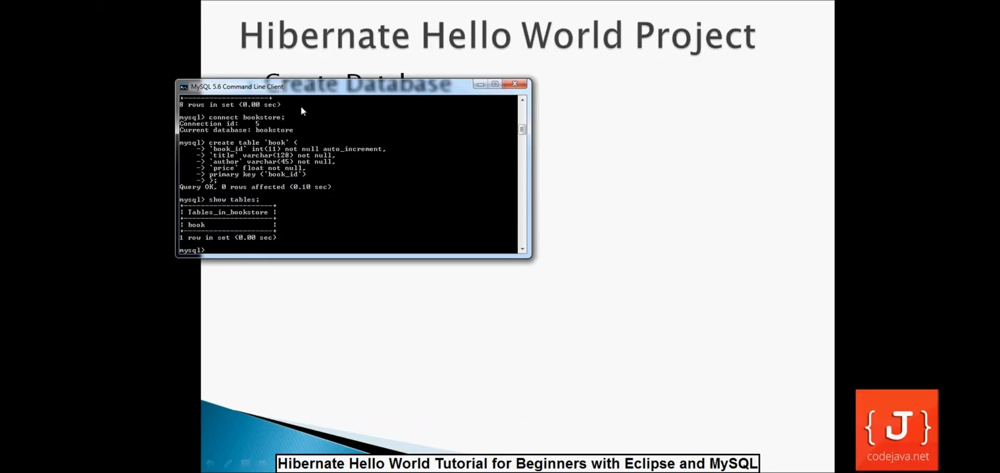 Hibernate Hello World Project
Create Database
MySQL 5.6 Command Line Client
+---------------------+
8 rows in set (0.00 sec)
mysql> connect bookstore;
Connection id:    5
Current database: bookstore
mysql> create table `book` (
    -> `book_id` int(11) not null auto_increment,
    -> `title` varchar(128) not null,
    -> `author` varchar(45) not null,
    -> `price` float not null,
    -> primary key (`book_id`)
    -> );
Query OK, 0 rows affected (0.10 sec)
mysql> show tables;
+---------------------+
| Tables_in_bookstore |
+---------------------+
| book                |
+---------------------+
1 row in set (0.00 sec)
mysql>
{ J }
codejava.net
Hibernate Hello World Tutorial for Beginners with Eclipse and MySQL